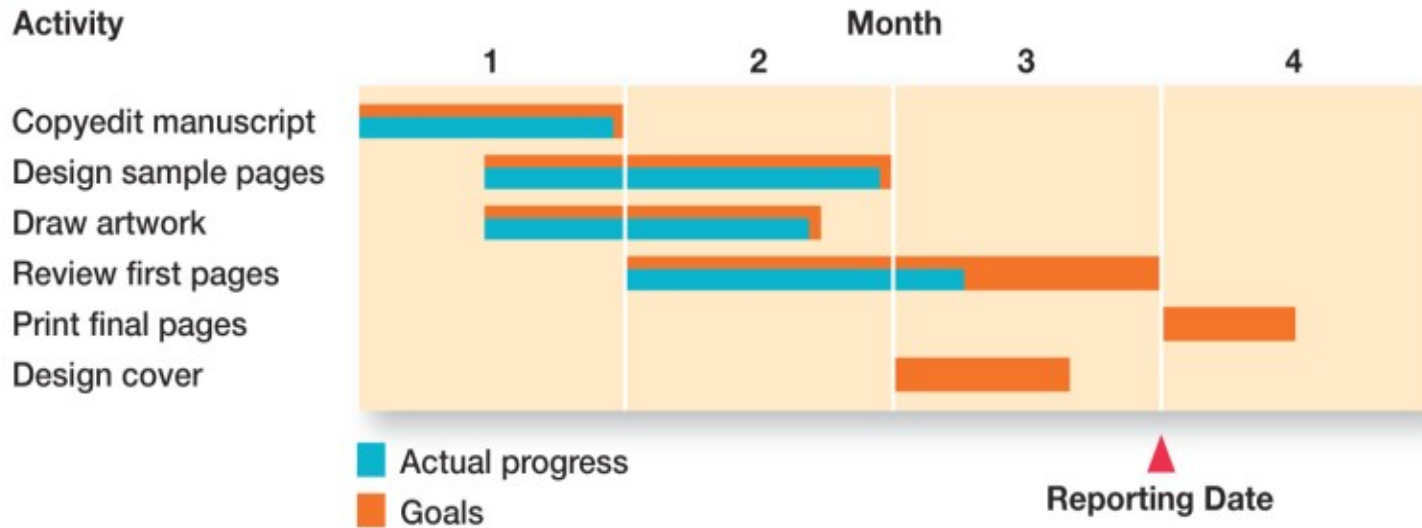 Activity
Month
1 2 3 4
Copyedit manuscript
Design sample pages
Draw artwork
Review first pages
Print final pages
Design cover
Actual progress
Goals
Reporting Date